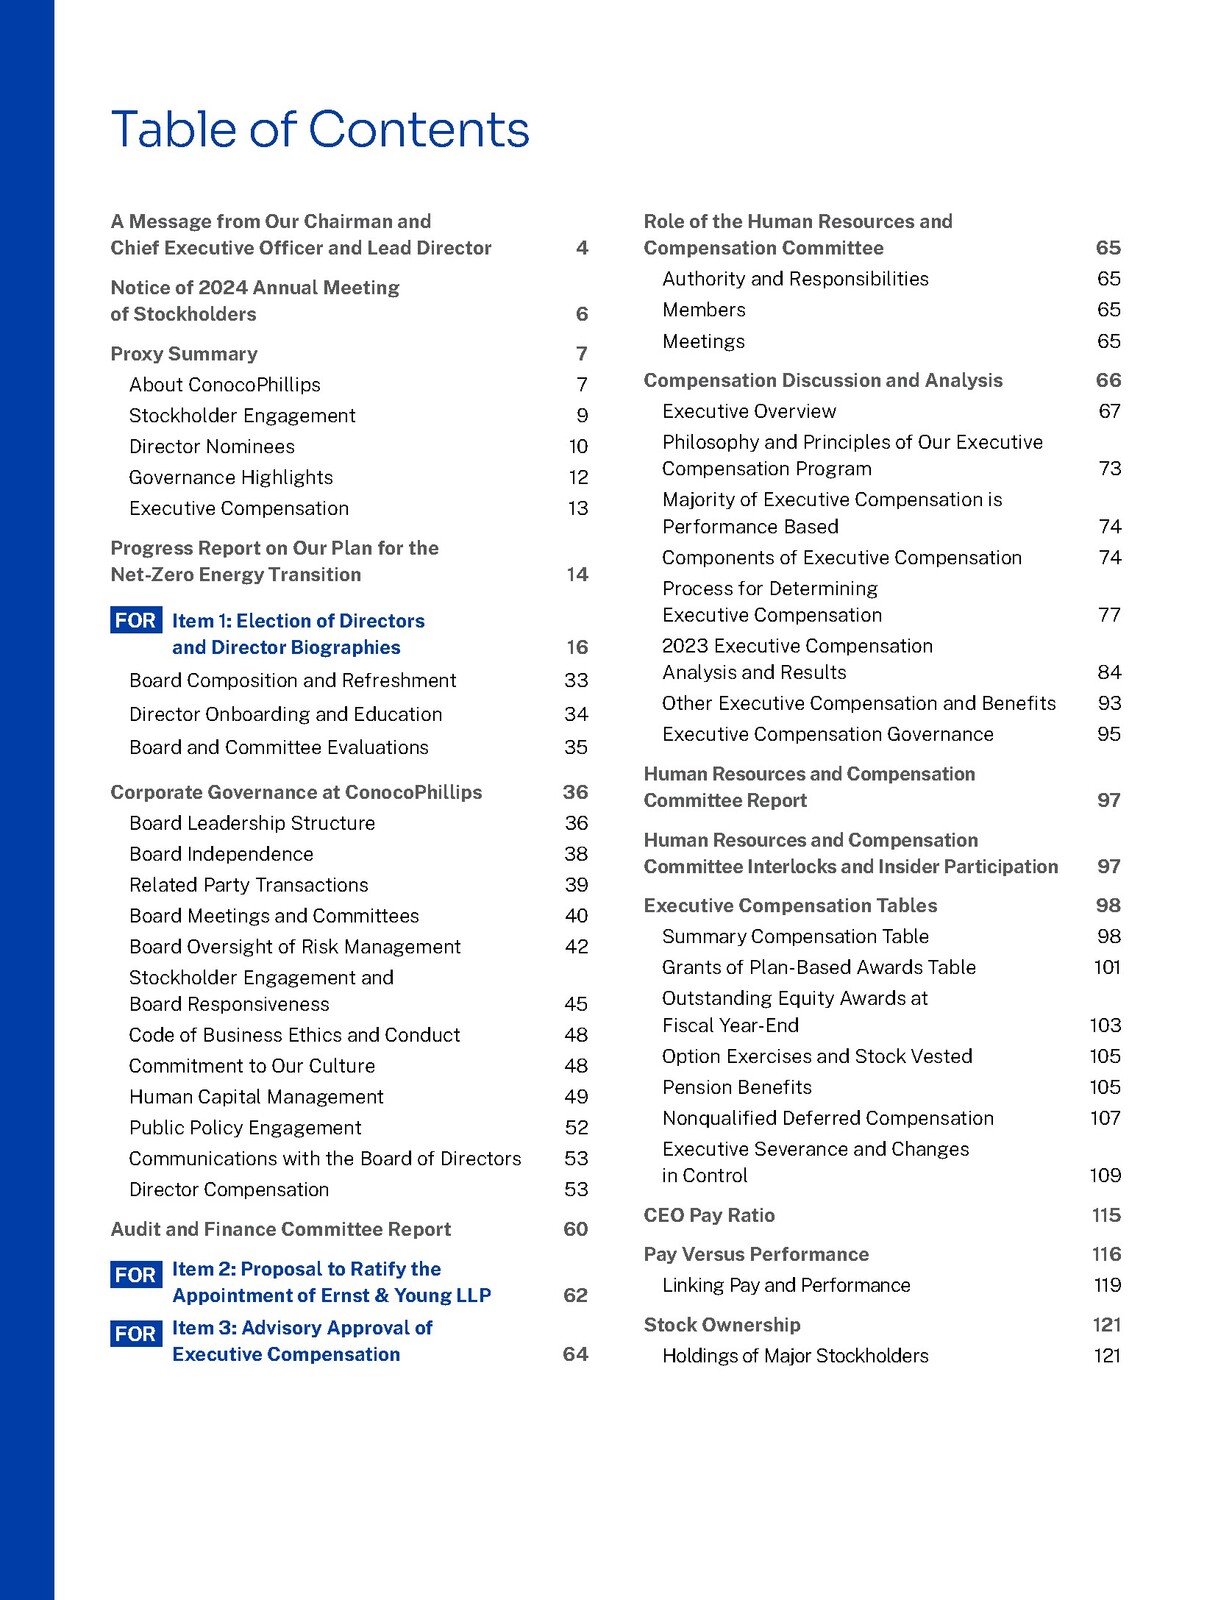 Table of Contents
A Message from Our Chairman and
Chief Executive Officer and Lead Director 4
Notice of 2024 Annual Meeting
of Stockholders 6
Proxy Summary 7
About ConocoPhillips 7
Stockholder Engagement 9
Director Nominees 10
Governance Highlights 12
Executive Compensation 13
Progress Report on Our Plan for the
Net-Zero Energy Transition 14
FOR Item 1: Election of Directors
and Director Biographies 16
Board Composition and Refreshment 33
Director Onboarding and Education 34
Board and Committee Evaluations 35
Corporate Governance at ConocoPhillips 36
Board Leadership Structure 36
Board Independence 38
Related Party Transactions 39
Board Meetings and Committees 40
Board Oversight of Risk Management 42
Stockholder Engagement and
Board Responsiveness 45
Code of Business Ethics and Conduct 48
Commitment to Our Culture 48
Human Capital Management 49
Public Policy Engagement 52
Communications with the Board of Directors 53
Director Compensation 53
Audit and Finance Committee Report 60
FOR Item 2: Proposal to Ratify the
Appointment of Ernst & Young LLP 62
FOR Item 3: Advisory Approval of
Executive Compensation 64
Role of the Human Resources and
Compensation Committee 65
Authority and Responsibilities 65
Members 65
Meetings 65
Compensation Discussion and Analysis 66
Executive Overview 67
Philosophy and Principles of Our Executive
Compensation Program 73
Majority of Executive Compensation is
Performance Based 74
Components of Executive Compensation 74
Process for Determining
Executive Compensation 77
2023 Executive Compensation
Analysis and Results 84
Other Executive Compensation and Benefits 93
Executive Compensation Governance 95
Human Resources and Compensation
Committee Report 97
Human Resources and Compensation
Committee Interlocks and Insider Participation 97
Executive Compensation Tables 98
Summary Compensation Table 98
Grants of Plan-Based Awards Table 101
Outstanding Equity Awards at
Fiscal Year-End 103
Option Exercises and Stock Vested 105
Pension Benefits 105
Nonqualified Deferred Compensation 107
Executive Severance and Changes
in Control 109
CEO Pay Ratio 115
Pay Versus Performance 116
Linking Pay and Performance 119
Stock Ownership 121
Holdings of Major Stockholders 121